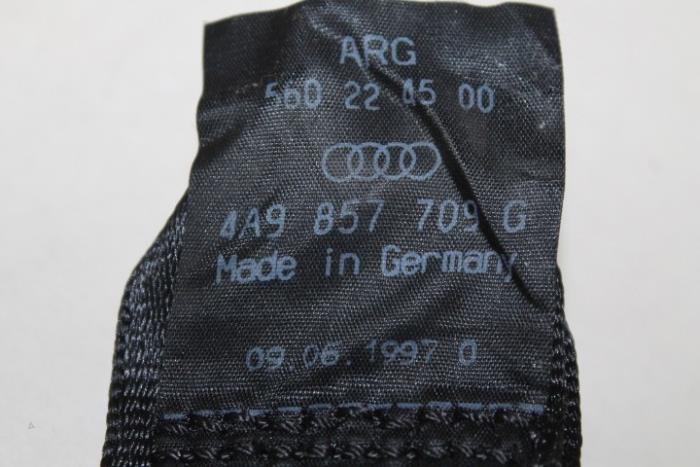 ARG
560 22 45 00
4A9 857 709 G
Made in Germany
09.06.1997 0